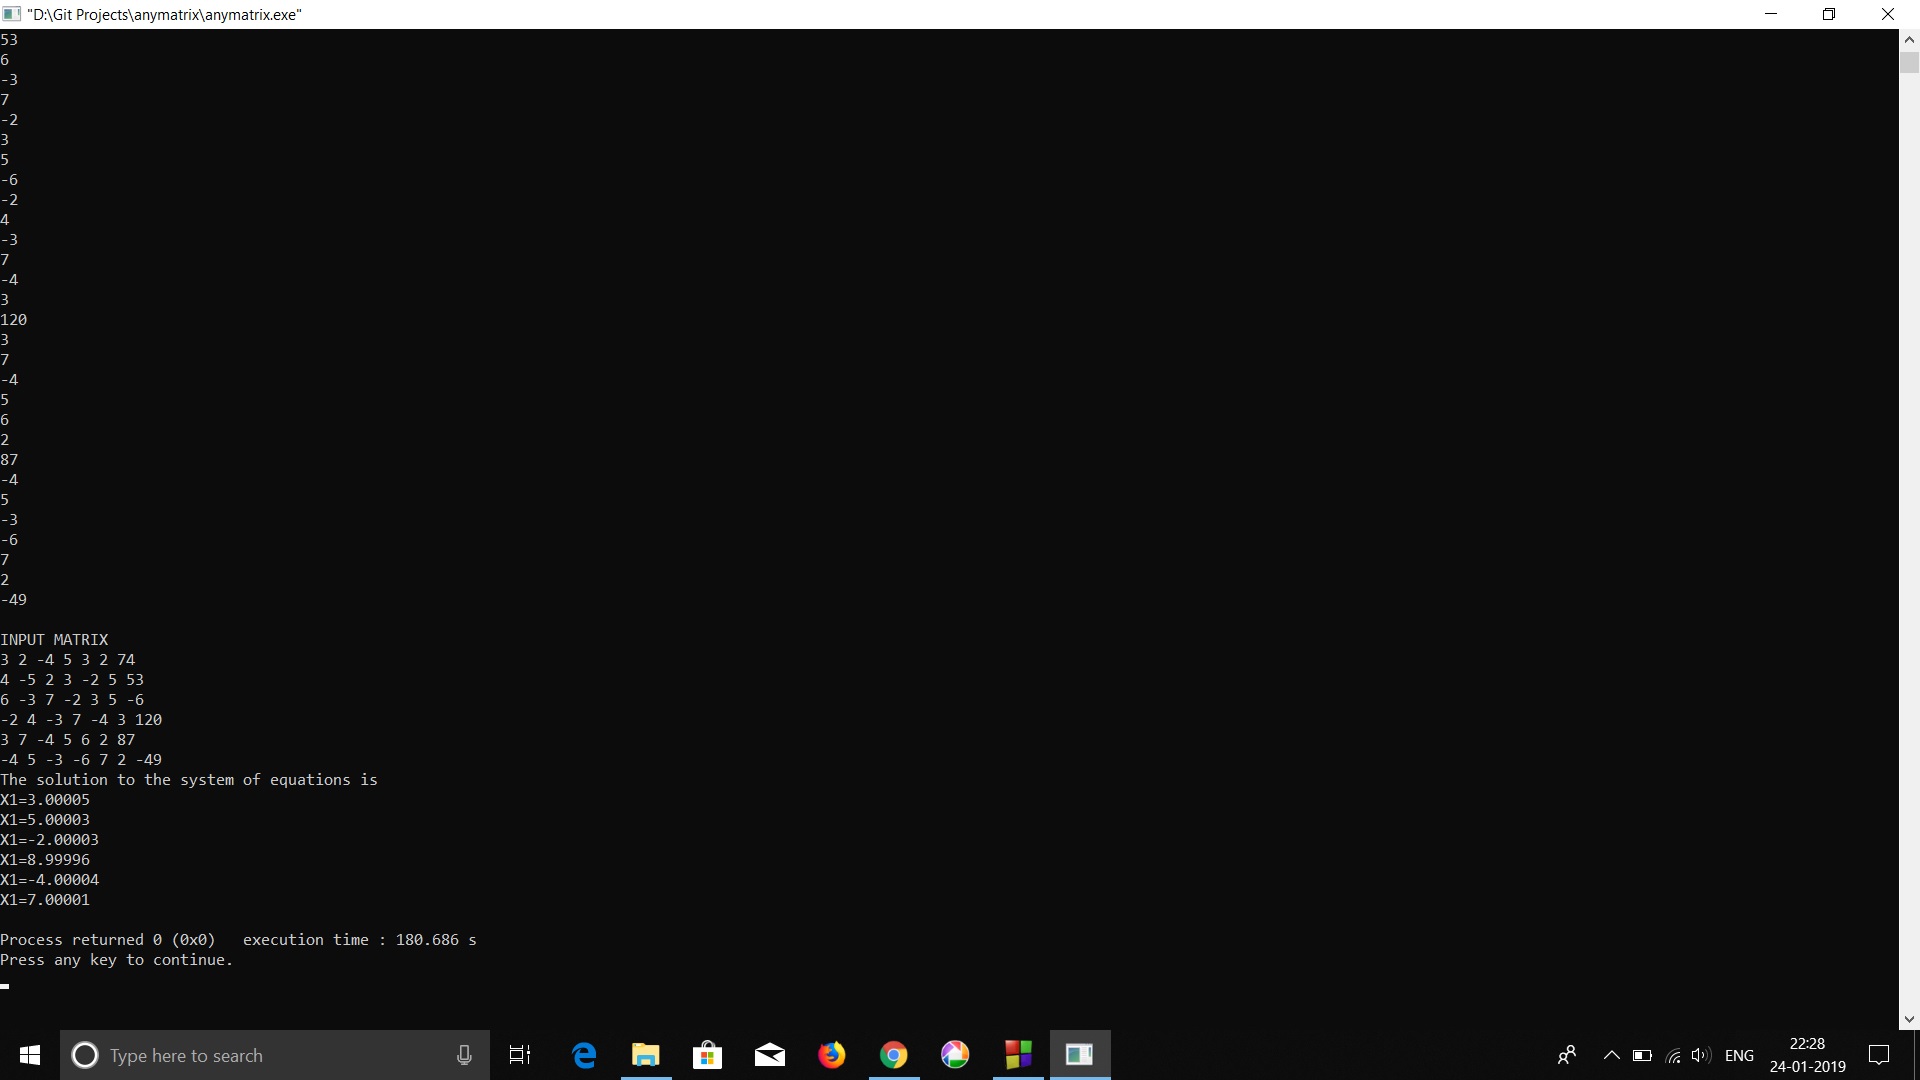 "D:\Git Projects\anymatrix\anymatrix.exe"
53
6
-3
7
-2
3
5
-6
-2
4
-3
7
-4
3
120
3
7
-4
5
6
2
87
-4
5
-3
-6
7
2
-49
INPUT MATRIX
3 2 -4 5 3 2 74
4 -5 2 3 -2 5 53
6 -3 7 -2 3 5 -6
-2 4 -3 7 -4 3 120
3 7 -4 5 6 2 87
-4 5 -3 -6 7 2 -49
The solution to the system of equations is
X1=3.00005
X1=5.00003
X1=-2.00003
X1=8.99996
X1=-4.00004
X1=7.00001
Process returned 0 (0x0)   execution time : 180.686 s
Press any key to continue.
Type here to search
ENG
22:28
24-01-2019